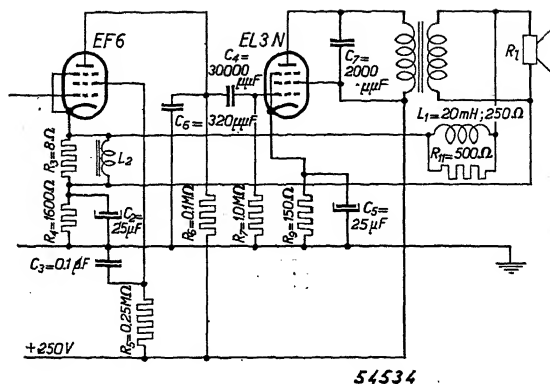 EF6
EL3N
C4=
30000
μμF
C7=
2000
μμF
Rl
C6=
320μμF
L1=20mH; 250Ω
R11=500Ω
R3=8Ω
L2
R4=1600Ω
C2=
25μF
R6=0.1MΩ
R7=1.0MΩ
R9=150Ω
C5=
25μF
C3=0.1μF
R5=0.25MΩ
+250V
54534